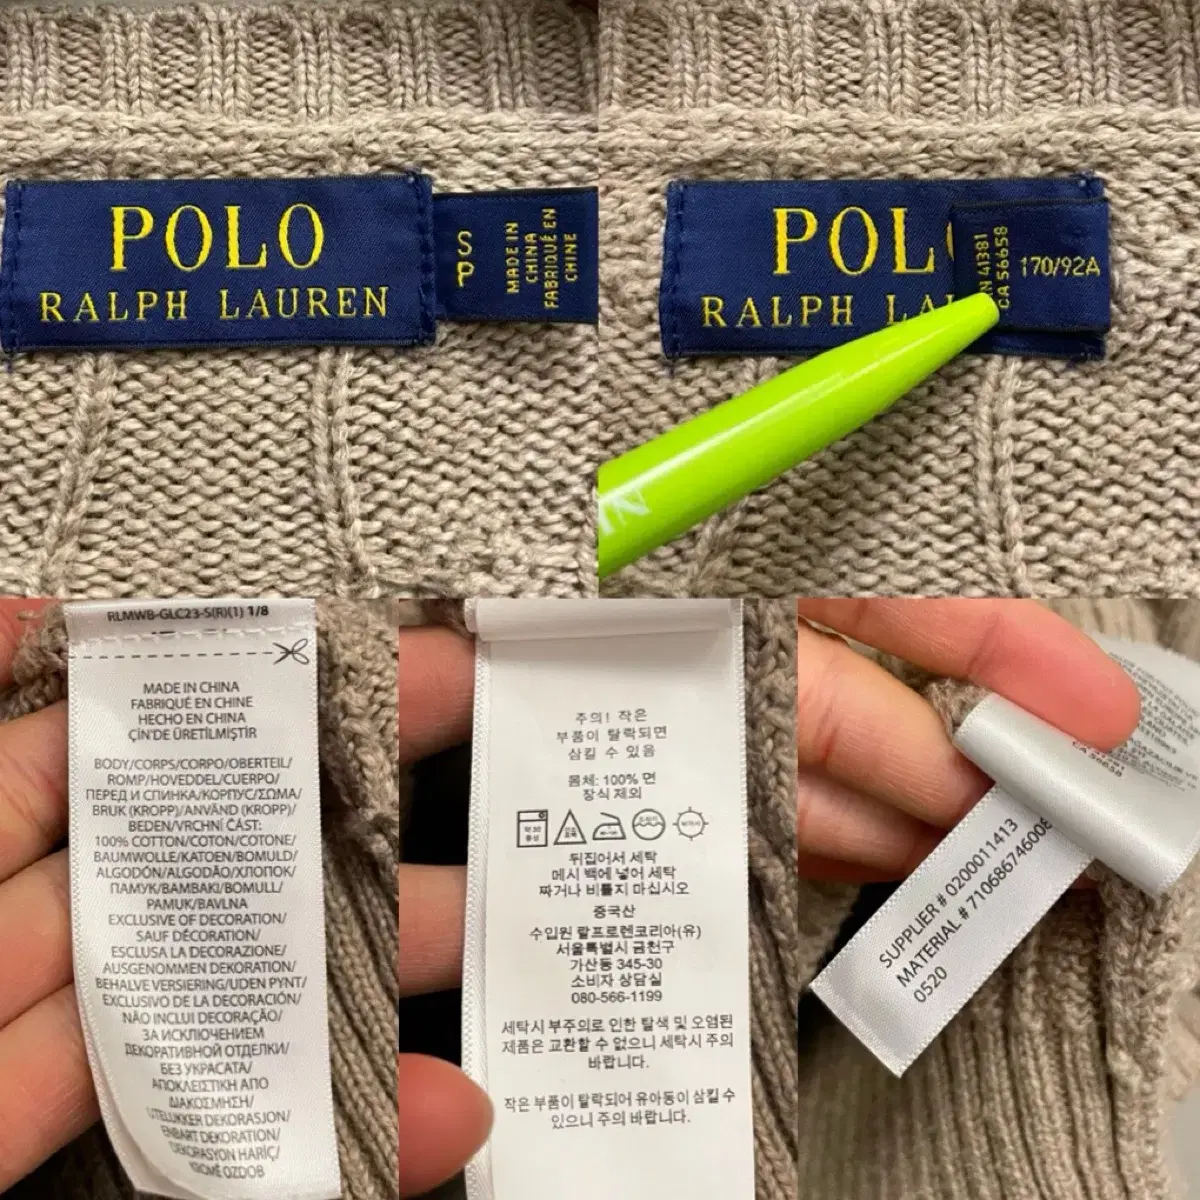 POLO
RALPH LAUREN
S
P
MADE IN
CHINA
FABRIQUÉ EN
CHINE
POL
RALPH LA
N 41381
CA 56658
170/92A
RLMWB-GLC23-S(R)(1) 1/8
MADE IN CHINA
FABRIQUÉ EN CHINE
HECHO EN CHINA
ÇİN'DE ÜRETİLMİŞTİR
BODY/CORPS/CORPO/OBERTEIL/
ROMP/HOVEDDEL/CUERPO/
ПЕРЕД И СПИНКА/КОРПУС/ΣΩΜΑ/
BRUK (KROPP)/ANVÄND (KROPP)/
BEDEN/VRCHNÍ ČÁST:
100% COTTON/COTON/COTONE/
BAUMWOLLE/KATOEN/BOMULD/
ALGODÓN/ALGODÃO/ХЛОПОК/
ПАМУК/ΒΑΜΒΑΚΙ/BOMULL/
PAMUK/BAVLNA
EXCLUSIVE OF DECORATION/
SAUF DÉCORATION/
ESCLUSA LA DECORAZIONE/
AUSGENOMMEN DEKORATION/
BEHALVE VERSIERING/UDEN PYNT/
EXCLUSIVO DE LA DECORACIÓN/
NÃO INCLUI DECORAÇÃO/
ЗА ИСКЛЮЧЕНИЕМ
ДЕКОРАТИВНОЙ ОТДЕЛКИ/
БЕЗ УКРАСАТА/
ΑΠΟΚΛΕΙΣΤΙΚΗ ΑΠΟ
ΔΙΑΚΟΣΜΗΣΗ/
UTELUKKER DEKORASJON/
ENBART DEKORATION/
DEKORASYON HARİÇ/
KROMĚ OZDOB
주의! 작은
부품이 탈락되면
삼킬 수 있음
몸체: 100% 면
장식 제외
약 30
중성
뒤집어서 세탁
메시 백에 넣어 세탁
짜거나 비틀지 마십시오
중국산
수입원 랄프로렌코리아(유)
서울특별시 금천구
가산동 345-30
소비자 상담실
080-566-1199
세탁시 부주의로 인한 탈색 및 오염된
제품은 교환할 수 없으니 세탁시 주의
바랍니다.
작은 부품이 탈락되어 유아동이 삼킬 수
있으니 주의 바랍니다.
CA 56658
SUPPLIER # 0200011413
MATERIAL # 710686746008
0520